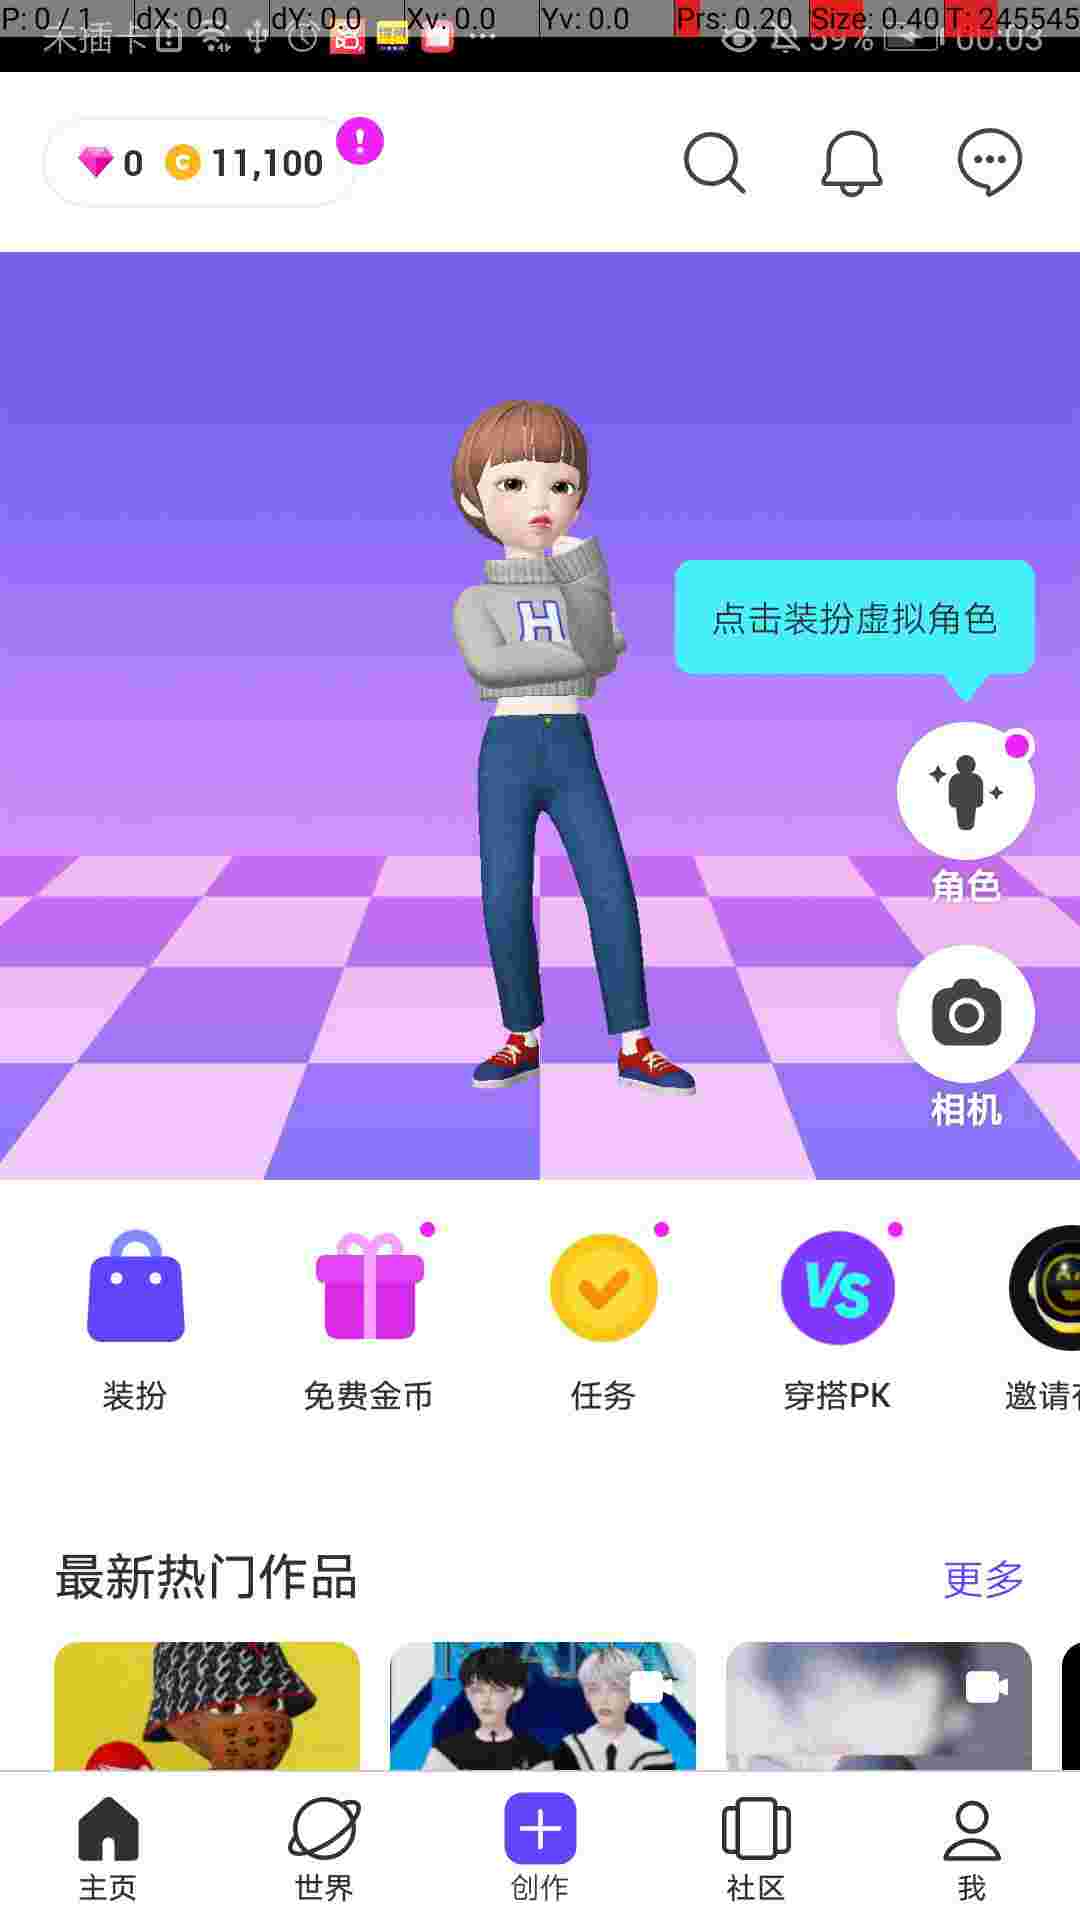 P: 0 / 1 dX: 0.0 dY: 0.0 Xv: 0.0 Yv: 0.0 Prs: 0.20 Size: 0.40 T: 245545
未插卡 59% 00:03
0 11,100
H
点击装扮虚拟角色
角色
相机
VS
装扮 免费金币 任务 穿搭PK 邀请
最新热门作品 更多
主页 世界 创作 社区 我